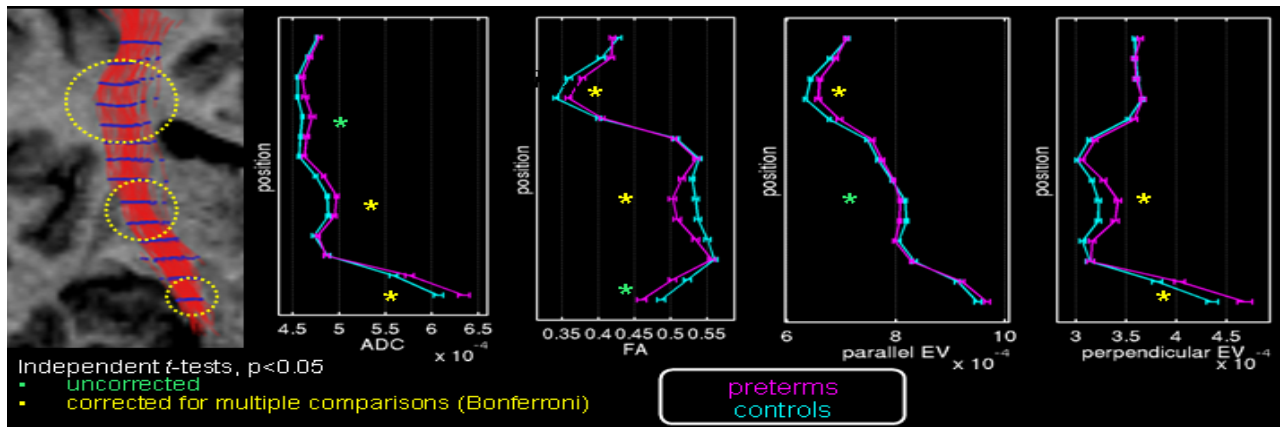 position
position
position
position
4.5 5 5.5 6 6.5
ADC
x 10⁻⁴
0.35 0.4 0.45 0.5 0.55
FA
6 8 10
parallel EV
x 10⁻⁴
3 3.5 4 4.5
perpendicular EV
x 10⁻⁴
Independent t-tests, p<0.05
▪ uncorrected
▪ corrected for multiple comparisons (Bonferroni)
preterms
controls